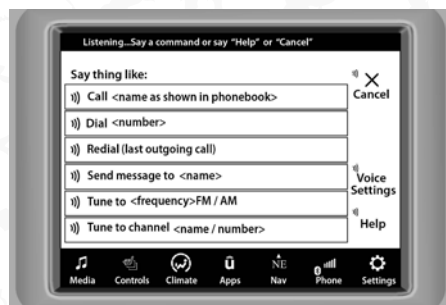 Listening...Say a command or say "Help" or "Cancel"
Say thing like:
Call <name as shown in phonebook>
Dial <number>
Redial (last outgoing call)
Send message to <name>
Tune to <frequency>FM / AM
Tune to channel <name / number>
Cancel
Voice
Settings
Help
NE
Media Controls Climate Apps Nav Phone Settings